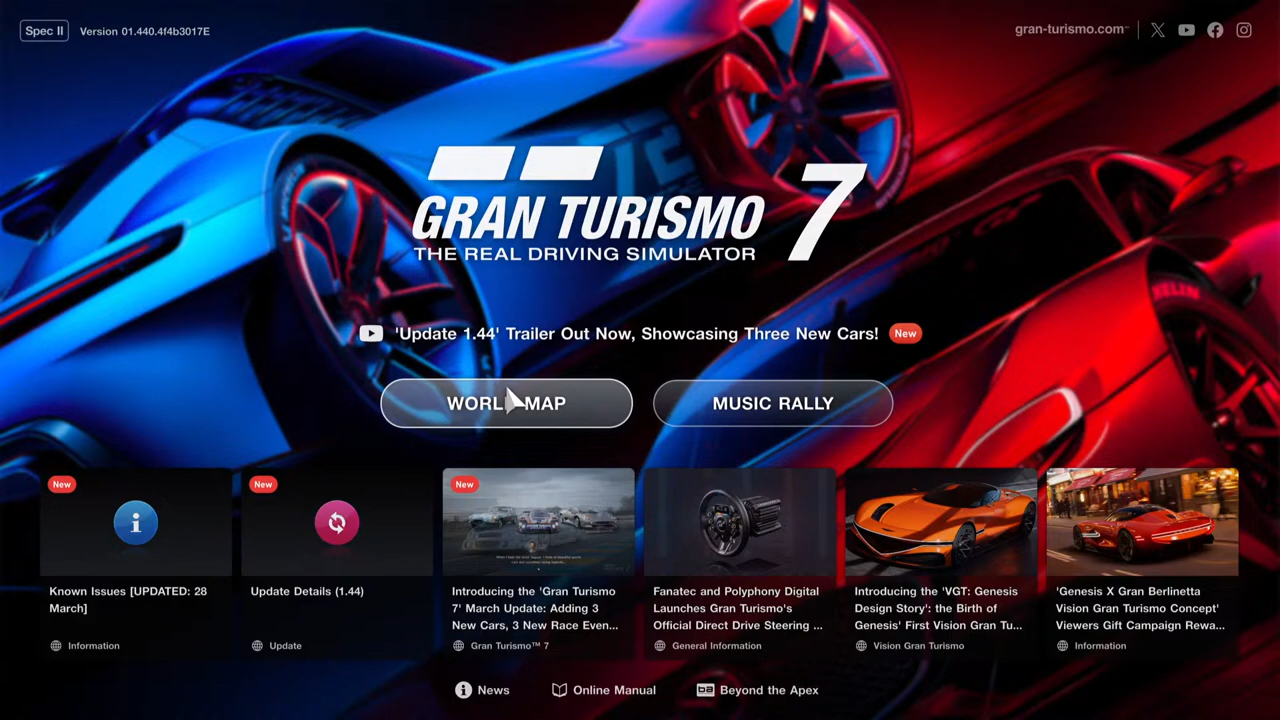 Spec II Version 01.440.4f4b3017E
gran-turismo.com
GRAN TURISMO 7
THE REAL DRIVING SIMULATOR
'Update 1.44' Trailer Out Now, Showcasing Three New Cars! New
WORLD MAP
MUSIC RALLY
New
Known Issues [UPDATED: 28
March]
Information
New
Update Details (1.44)
Update
New
Introducing the 'Gran Turismo
7' March Update: Adding 3
New Cars, 3 New Race Even...
Gran Turismo™ 7
Fanatec and Polyphony Digital
Launches Gran Turismo's
Official Direct Drive Steering ...
General Information
Introducing the 'VGT: Genesis
Design Story': the Birth of
Genesis' First Vision Gran Tu...
Vision Gran Turismo
'Genesis X Gran Berlinetta
Vision Gran Turismo Concept'
Viewers Gift Campaign Rewa...
Information
News
Online Manual
Beyond the Apex